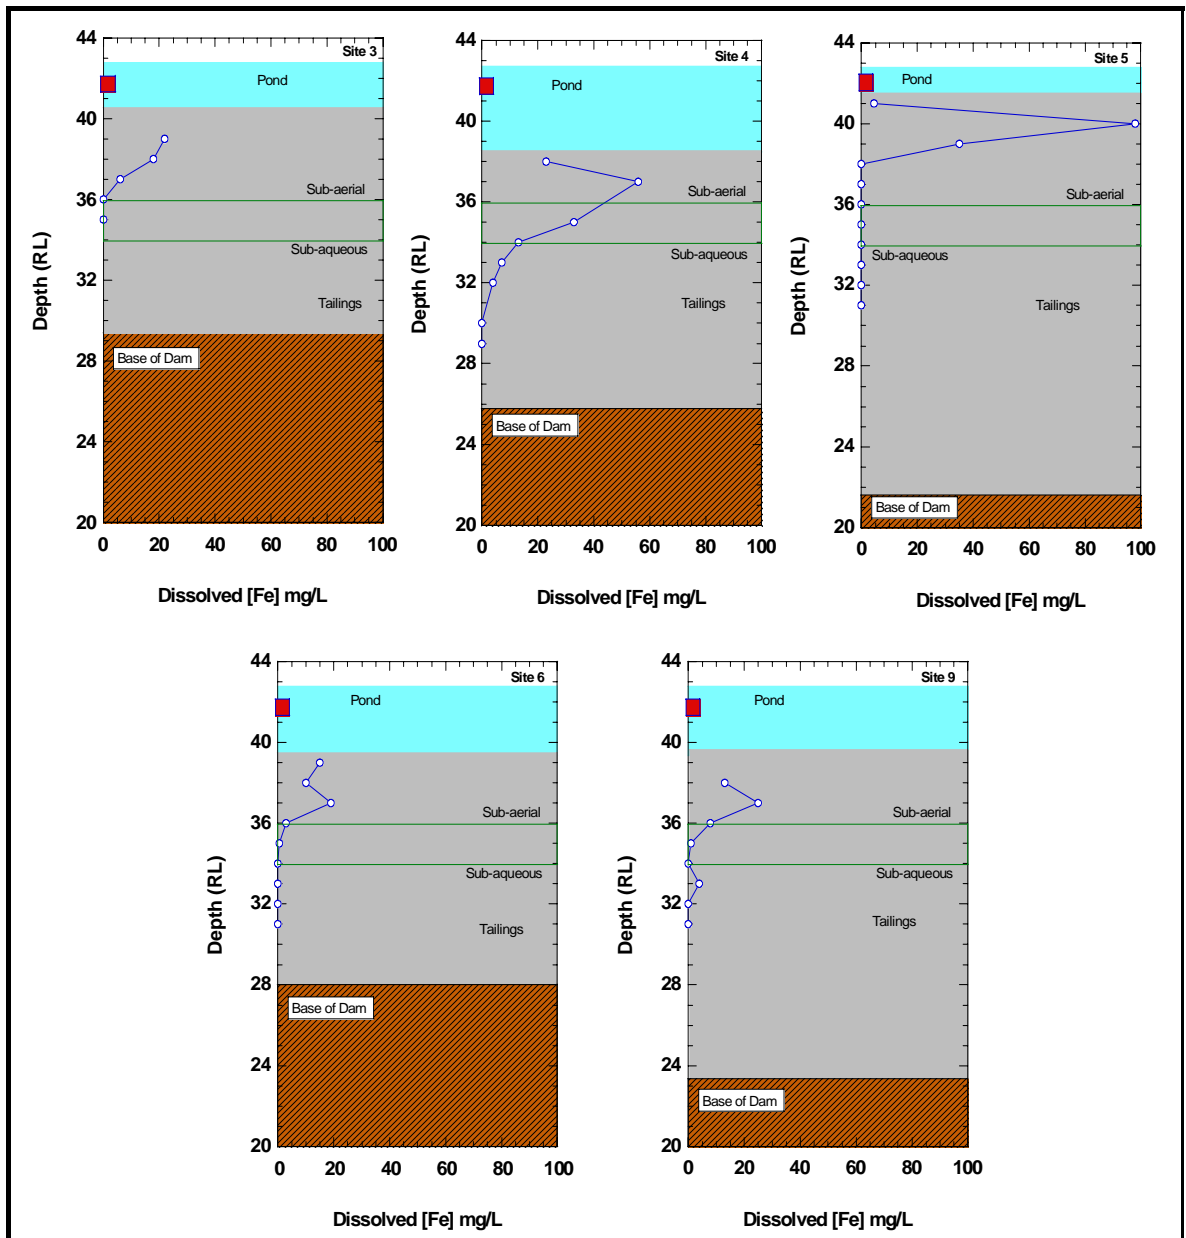 44
Site 3
Pond
40
Sub-aerial
36
Sub-aqueous
32
Tailings
28
Base of Dam
24
20
0 20 40 60 80 100
Depth (RL)
Dissolved [Fe] mg/L
44
Site 4
Pond
40
Sub-aerial
36
Sub-aqueous
32
Tailings
28
Base of Dam
24
20
0 20 40 60 80 100
Depth (RL)
Dissolved [Fe] mg/L
44
Site 5
Pond
40
Sub-aerial
36
Sub-aqueous
32
Tailings
28
24
Base of Dam
20
0 20 40 60 80 100
Depth (RL)
Dissolved [Fe] mg/L
44
Site 6
Pond
40
Sub-aerial
36
Sub-aqueous
32
Tailings
28
Base of Dam
24
20
0 20 40 60 80 100
Depth (RL)
Dissolved [Fe] mg/L
44
Site 9
Pond
40
Sub-aerial
36
Sub-aqueous
32
Tailings
28
24
Base of Dam
20
0 20 40 60 80 100
Depth (RL)
Dissolved [Fe] mg/L